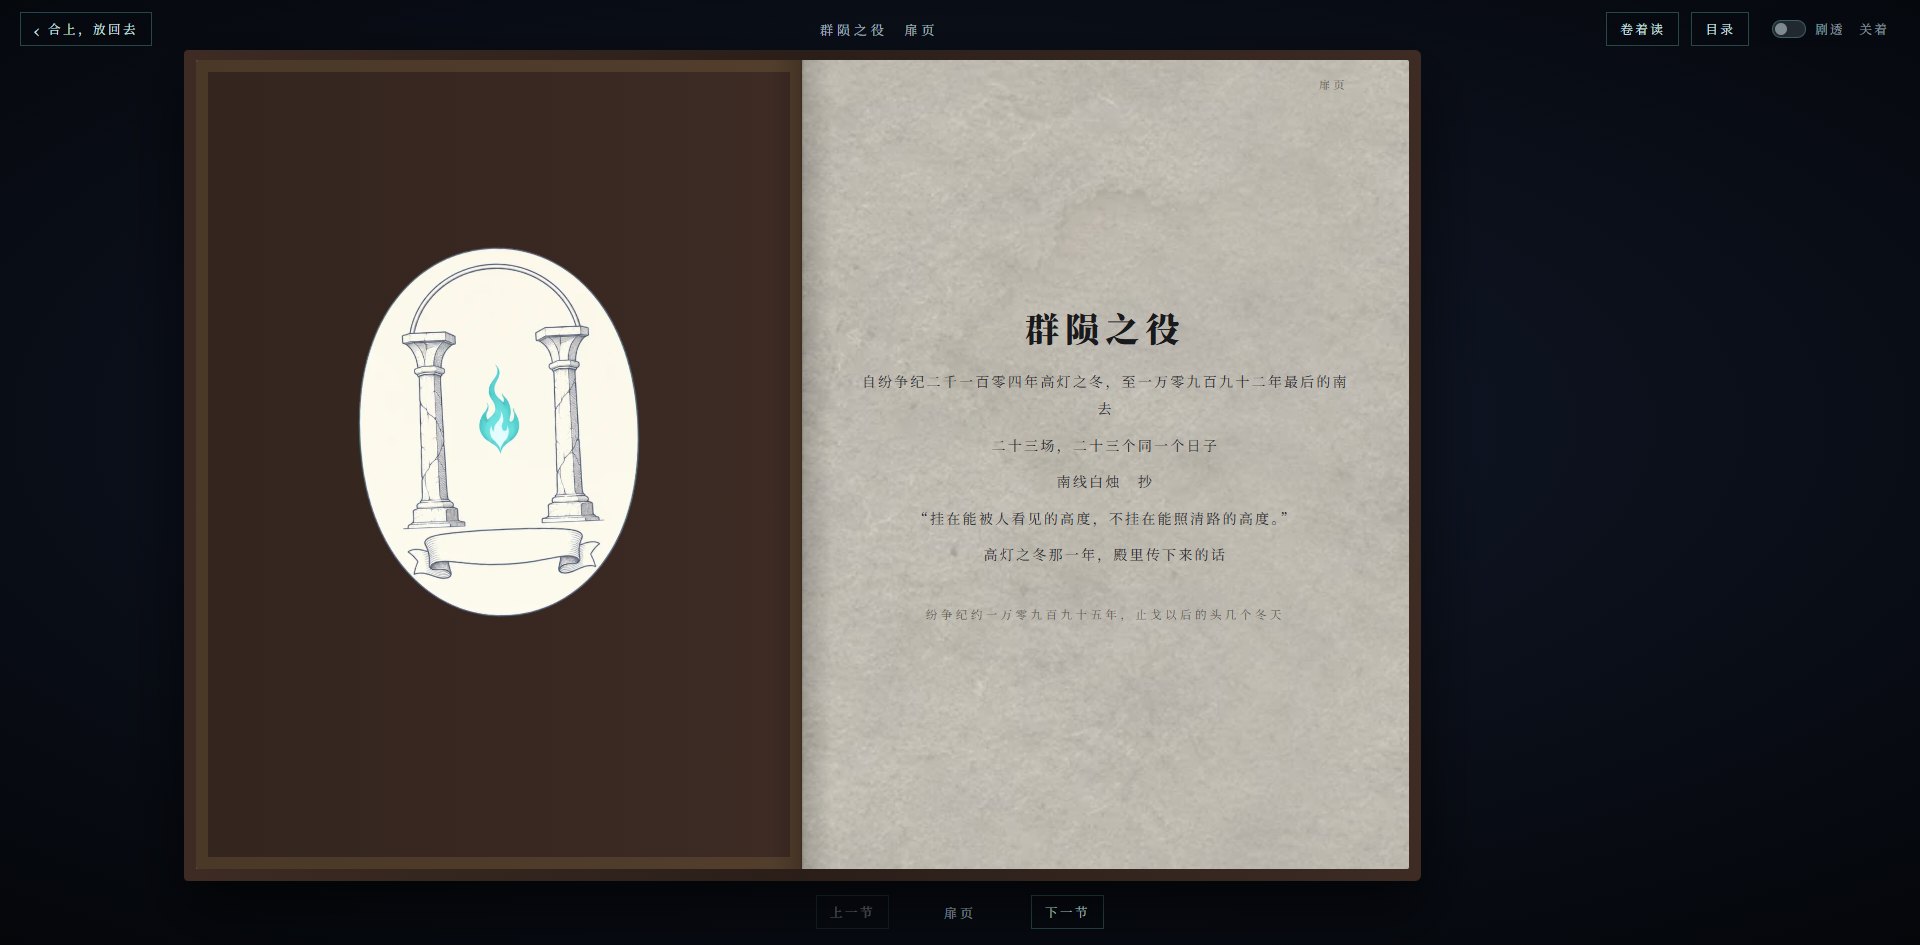 ‹ 合上，放回去
群陨之役　扉页
卷着读
目录
剧透　关着
扉页
群陨之役
自纷争纪二千一百零四年高灯之冬，至一万零九百九十二年最后的南
去
二十三场，二十三个同一个日子
南线白烛　抄
“挂在能被人看见的高度，不挂在能照清路的高度。”
高灯之冬那一年，殿里传下来的话
纷争纪约一万零九百九十五年，止戈以后的头几个冬天
上一节
扉页
下一节